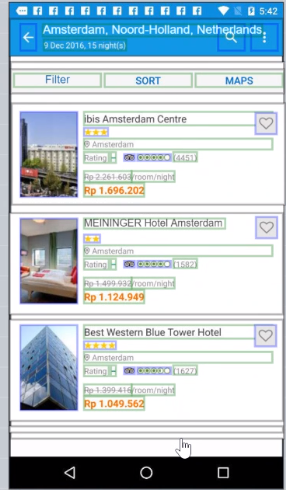 5:42
Amsterdam, Noord-Holland, Netherlands
9 Dec 2016, 15 night(s)
Filter SORT MAPS
ibis Amsterdam Centre
Amsterdam
Rating - (4451)
Rp 2.261.603/room/night
Rp 1.696.202
MEININGER Hotel Amsterdam
Amsterdam
Rating - (1582)
Rp 1.499.932/room/night
Rp 1.124.949
Best Western Blue Tower Hotel
Amsterdam
Rating - (1627)
Rp 1.399.416/room/night
Rp 1.049.562